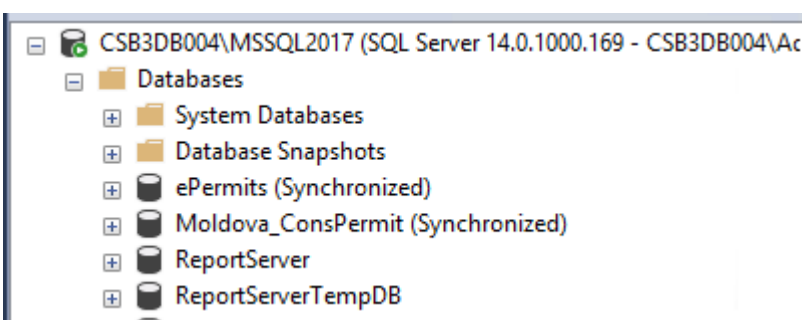 CSB3DB004\MSSQL2017 (SQL Server 14.0.1000.169 - CSB3DB004\Ac
Databases
System Databases
Database Snapshots
ePermits (Synchronized)
Moldova_ConsPermit (Synchronized)
ReportServer
ReportServerTempDB